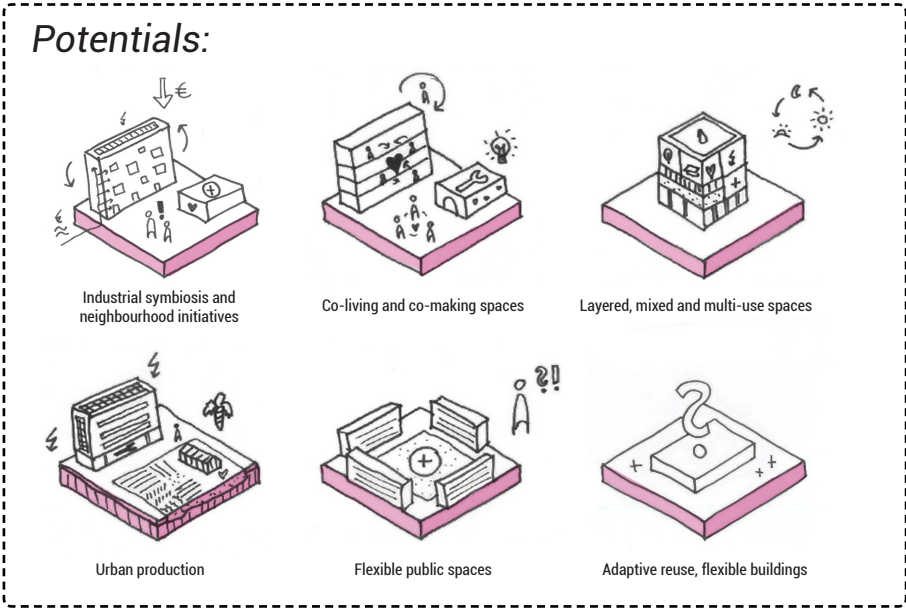 Potentials:
€
!
Industrial symbiosis and
neighbourhood initiatives
Co-living and co-making spaces
Layered, mixed and multi-use spaces
?!
Urban production
Flexible public spaces
?
Adaptive reuse, flexible buildings